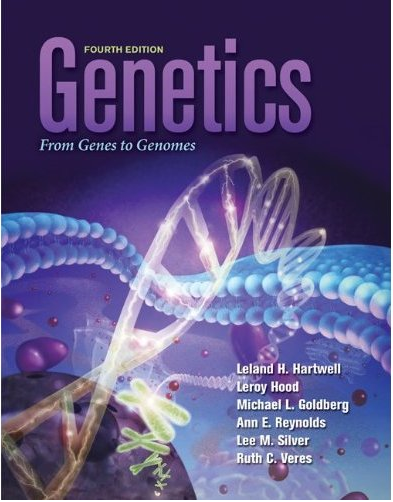 FOURTH EDITION
Genetics
From Genes to Genomes
Leland H. Hartwell
Leroy Hood
Michael L. Goldberg
Ann E. Reynolds
Lee M. Silver
Ruth C. Veres